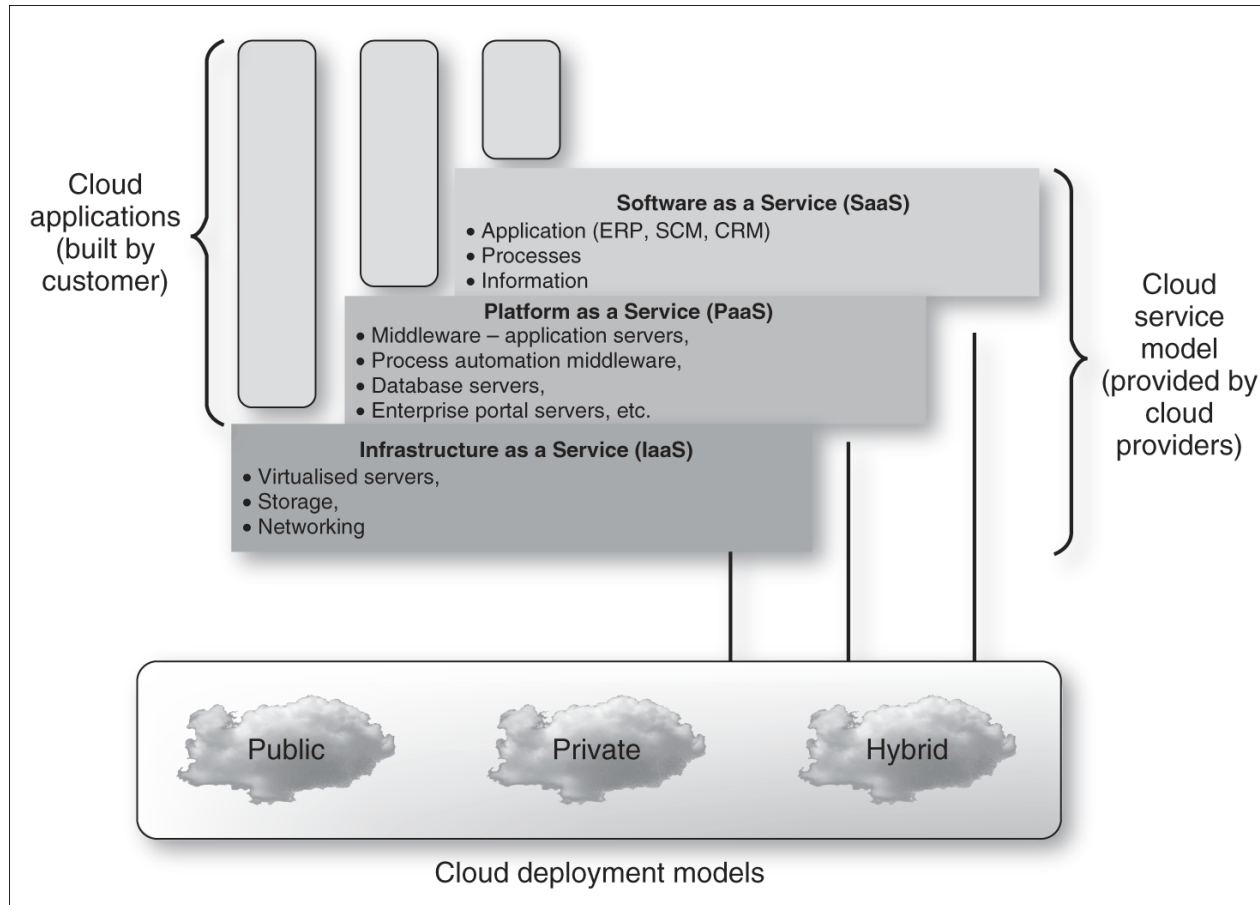 Cloud
applications
(built by
customer)
Software as a Service (SaaS)
• Application (ERP, SCM, CRM)
• Processes
• Information
Platform as a Service (PaaS)
• Middleware – application servers,
• Process automation middleware,
• Database servers,
• Enterprise portal servers, etc.
Infrastructure as a Service (IaaS)
• Virtualised servers,
• Storage,
• Networking
Cloud
service
model
(provided by
cloud
providers)
Public
Private
Hybrid
Cloud deployment models